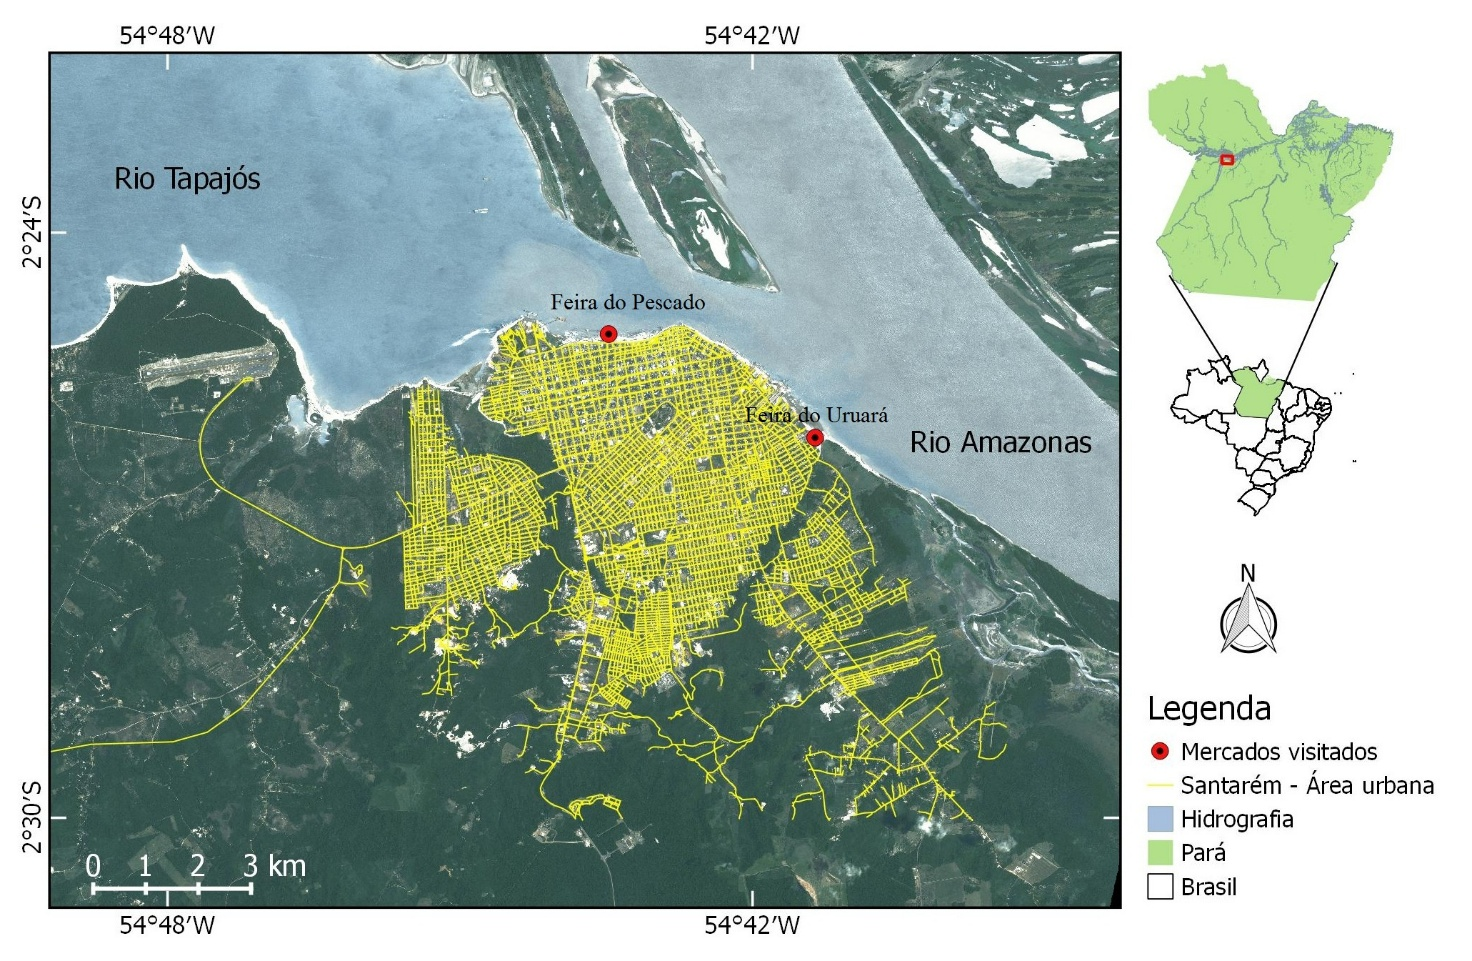 54°48′W
54°42′W
Rio Tapajós
2°24′S
Feira do Pescado
Feira do Uruará
Rio Amazonas
N
Legenda
Mercados visitados
Santarém - Área urbana
Hidrografia
Pará
Brasil
2°30′S
0 1 2 3 km
54°48′W
54°42′W